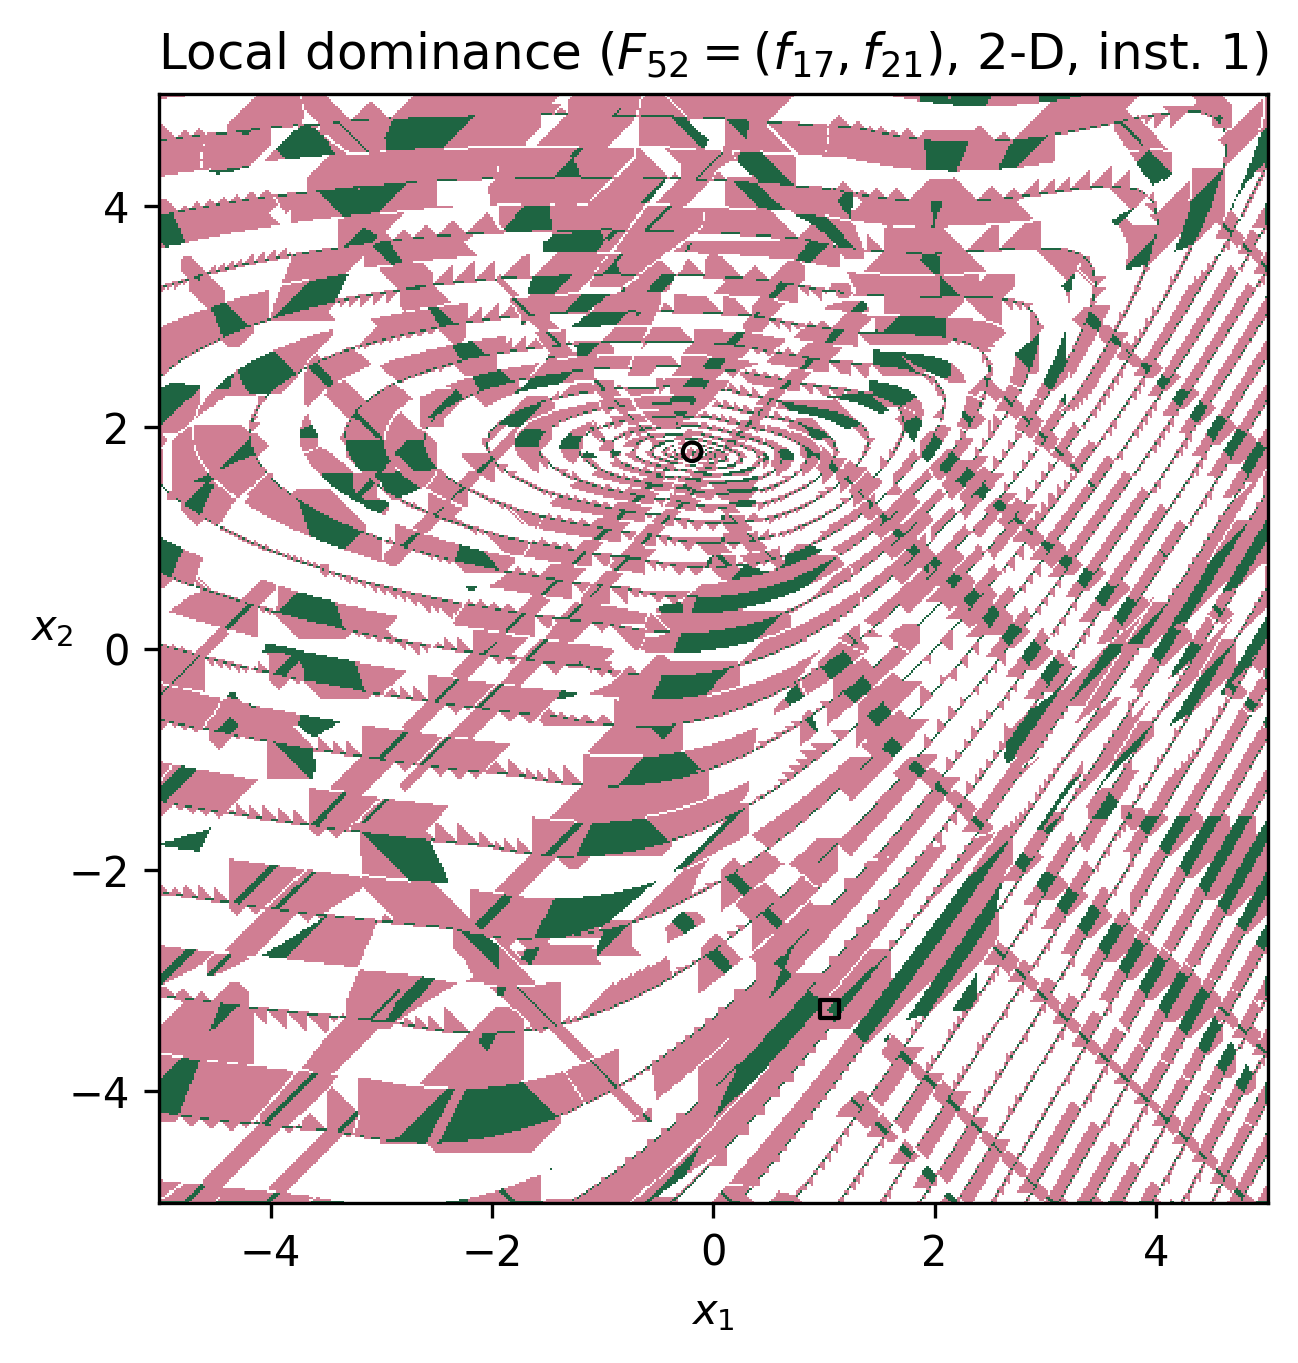 Local dominance (F₅₂ = (f₁₇, f₂₁), 2-D, inst. 1)
4
2
0
−2
−4
x₂
−4 −2 0 2 4
x₁